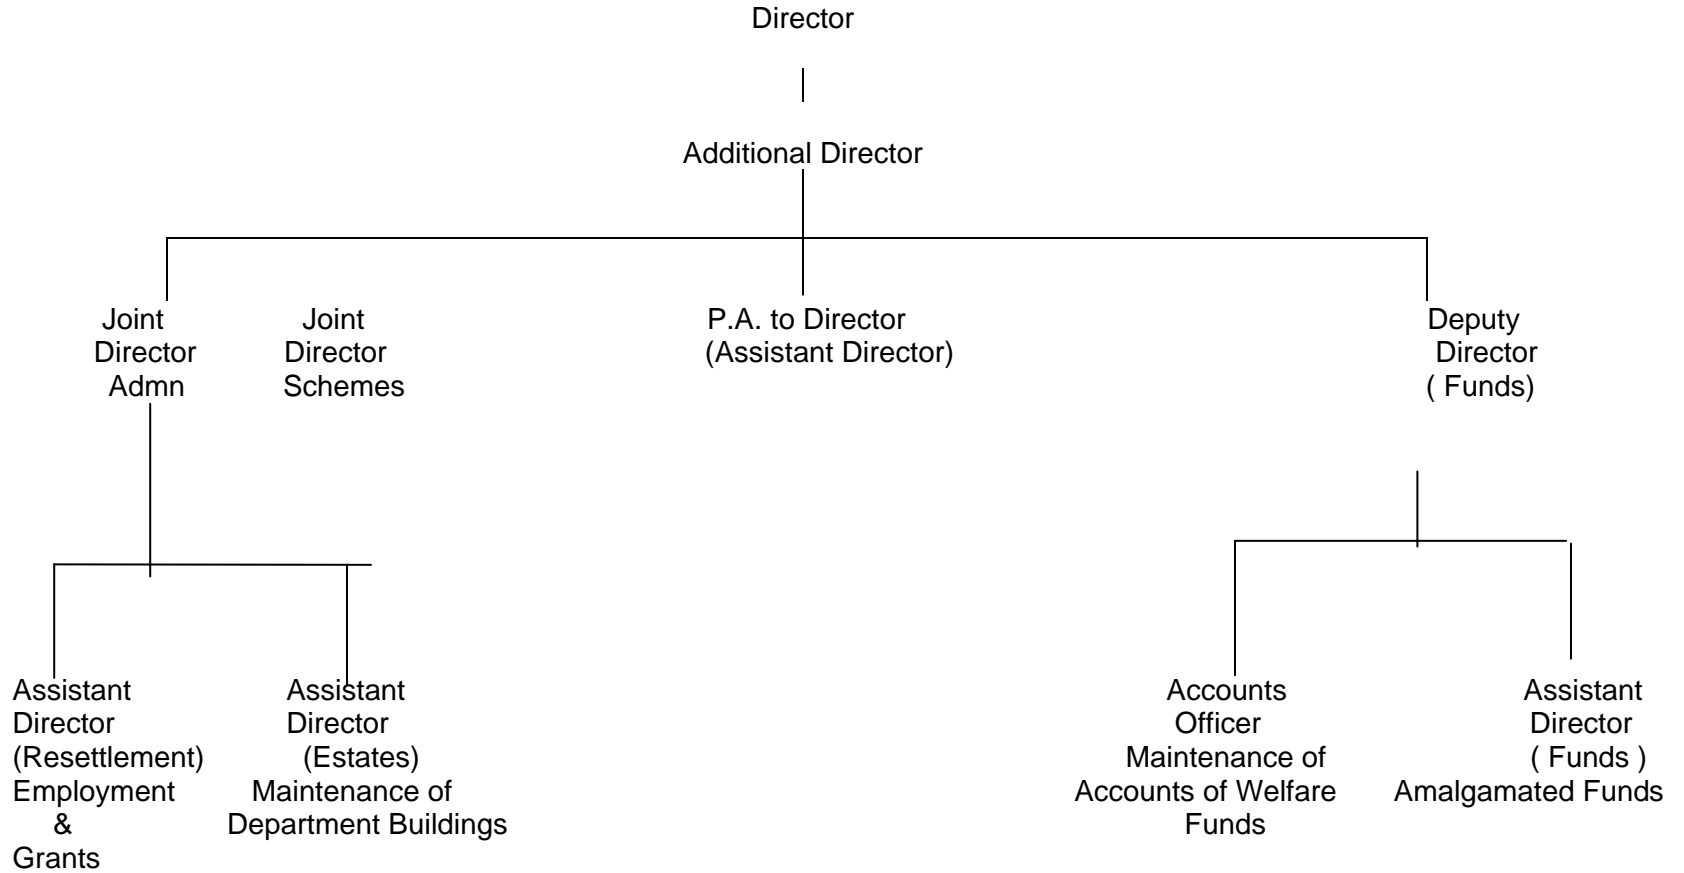 Director
Additional Director
Joint
Director
Admn
Joint
Director
Schemes
P.A. to Director
(Assistant Director)
Deputy
Director
( Funds)
Assistant
Director
(Resettlement)
Employment
&
Grants
Assistant
Director
(Estates)
Maintenance of
Department Buildings
Accounts
Officer
Maintenance of
Accounts of Welfare
Funds
Assistant
Director
( Funds )
Amalgamated Funds